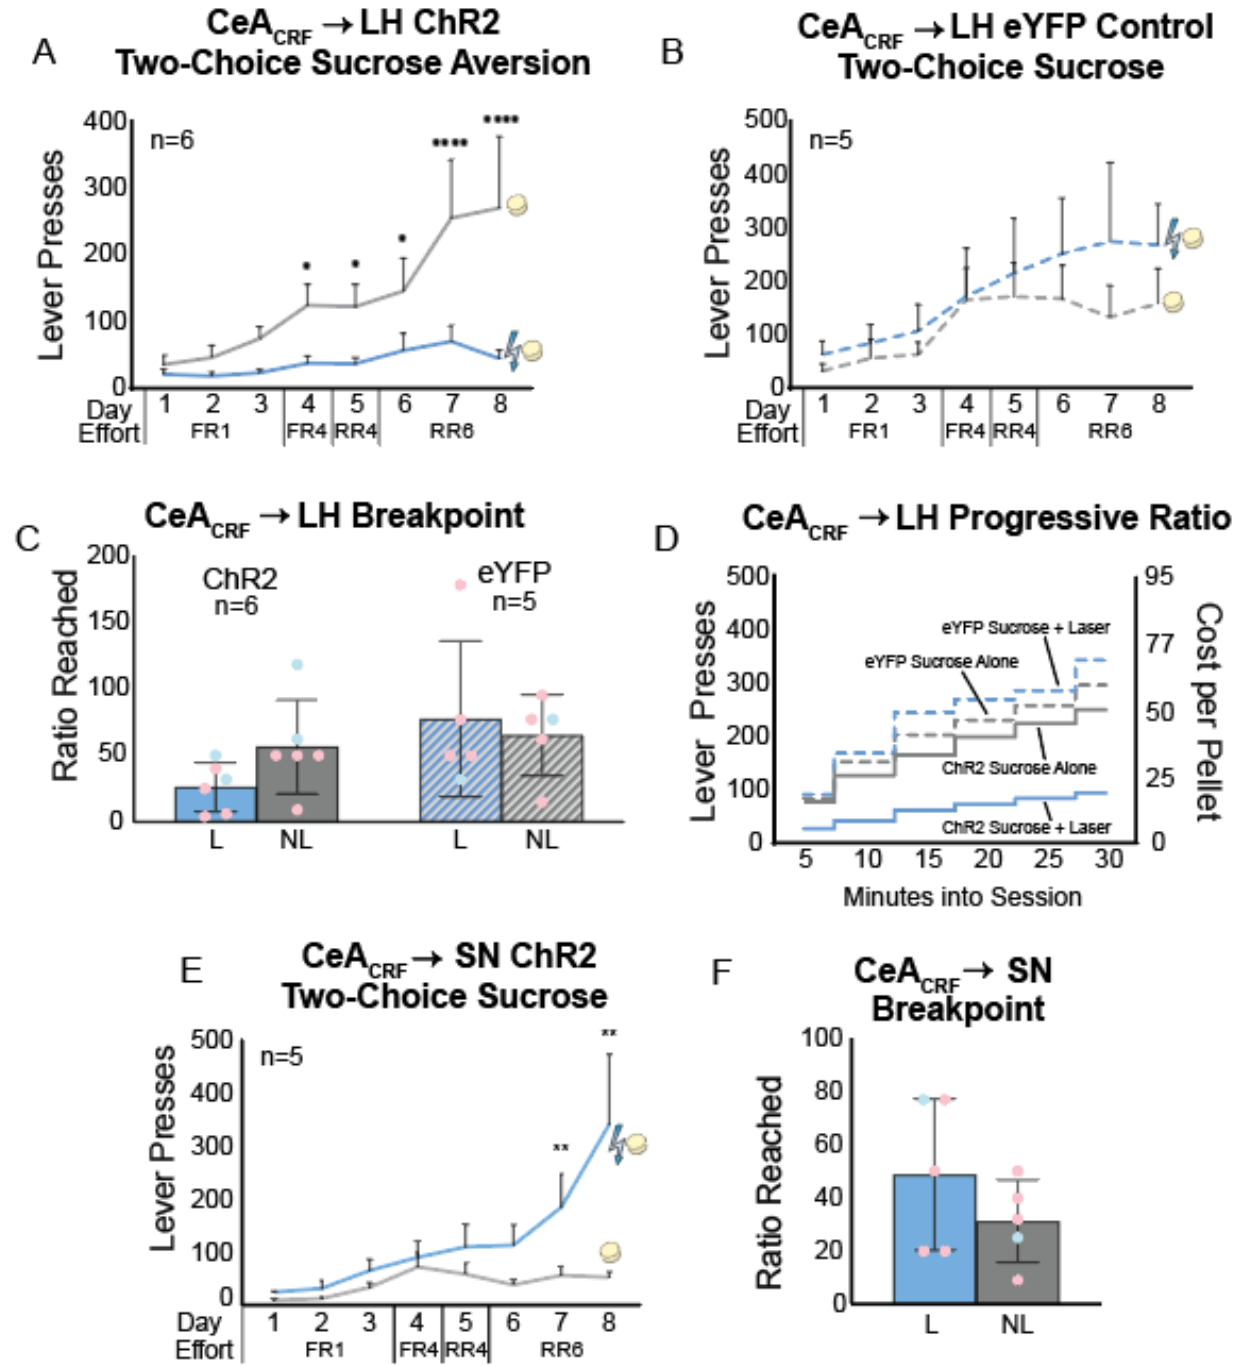 A
CeA_CRF → LH ChR2
Two-Choice Sucrose Aversion
n=6
Lever Presses
400
300
200
100
0
* * * **** ****
Day 1 2 3 4 5 6 7 8
Effort FR1 FR4 RR4 RR6
B
CeA_CRF → LH eYFP Control
Two-Choice Sucrose
n=5
Lever Presses
500
400
300
200
100
0
Day 1 2 3 4 5 6 7 8
Effort FR1 FR4 RR4 RR6
C
CeA_CRF → LH Breakpoint
Ratio Reached
200
150
100
50
0
ChR2
n=6
eYFP
n=5
L NL L NL
D
CeA_CRF → LH Progressive Ratio
Lever Presses
500
400
300
200
100
0
95
77
50
25
0
Cost per Pellet
eYFP Sucrose + Laser
eYFP Sucrose Alone
ChR2 Sucrose Alone
ChR2 Sucrose + Laser
5 10 15 20 25 30
Minutes into Session
E
CeA_CRF → SN ChR2
Two-Choice Sucrose
n=5
Lever Presses
500
400
300
200
100
0
** **
Day 1 2 3 4 5 6 7 8
Effort FR1 FR4 RR4 RR6
F
CeA_CRF → SN
Breakpoint
Ratio Reached
100
80
60
40
20
0
L NL